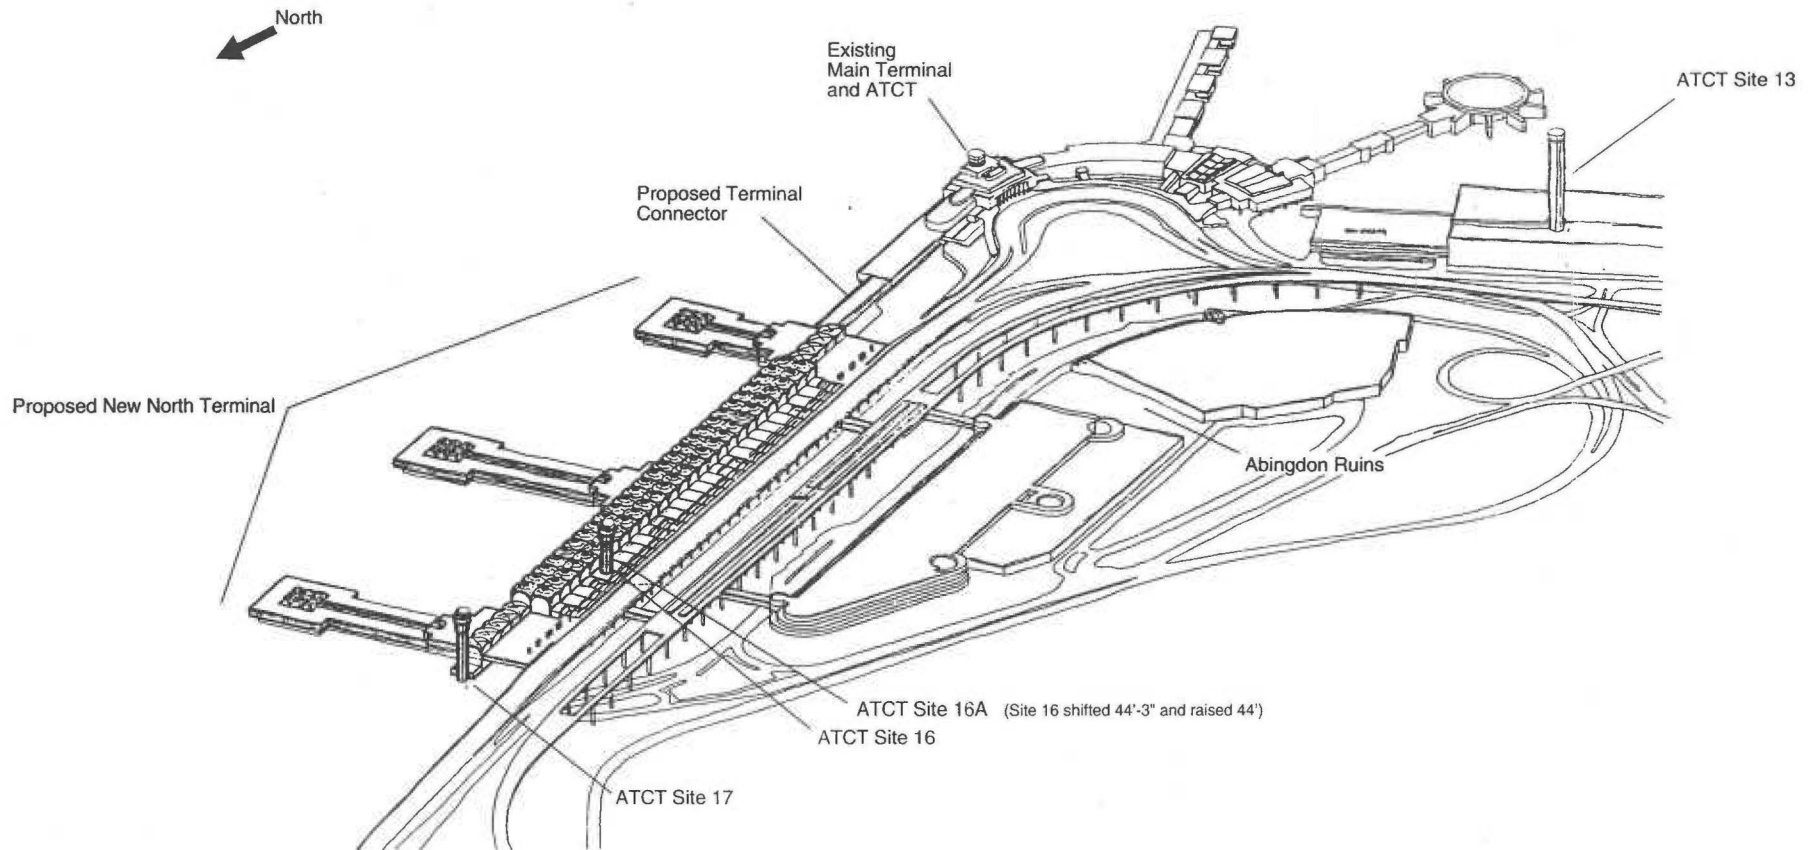 North
Existing
Main Terminal
and ATCT
ATCT Site 13
Proposed Terminal
Connector
Proposed New North Terminal
Abingdon Ruins
ATCT Site 16A (Site 16 shifted 44'-3" and raised 44')
ATCT Site 16
ATCT Site 17